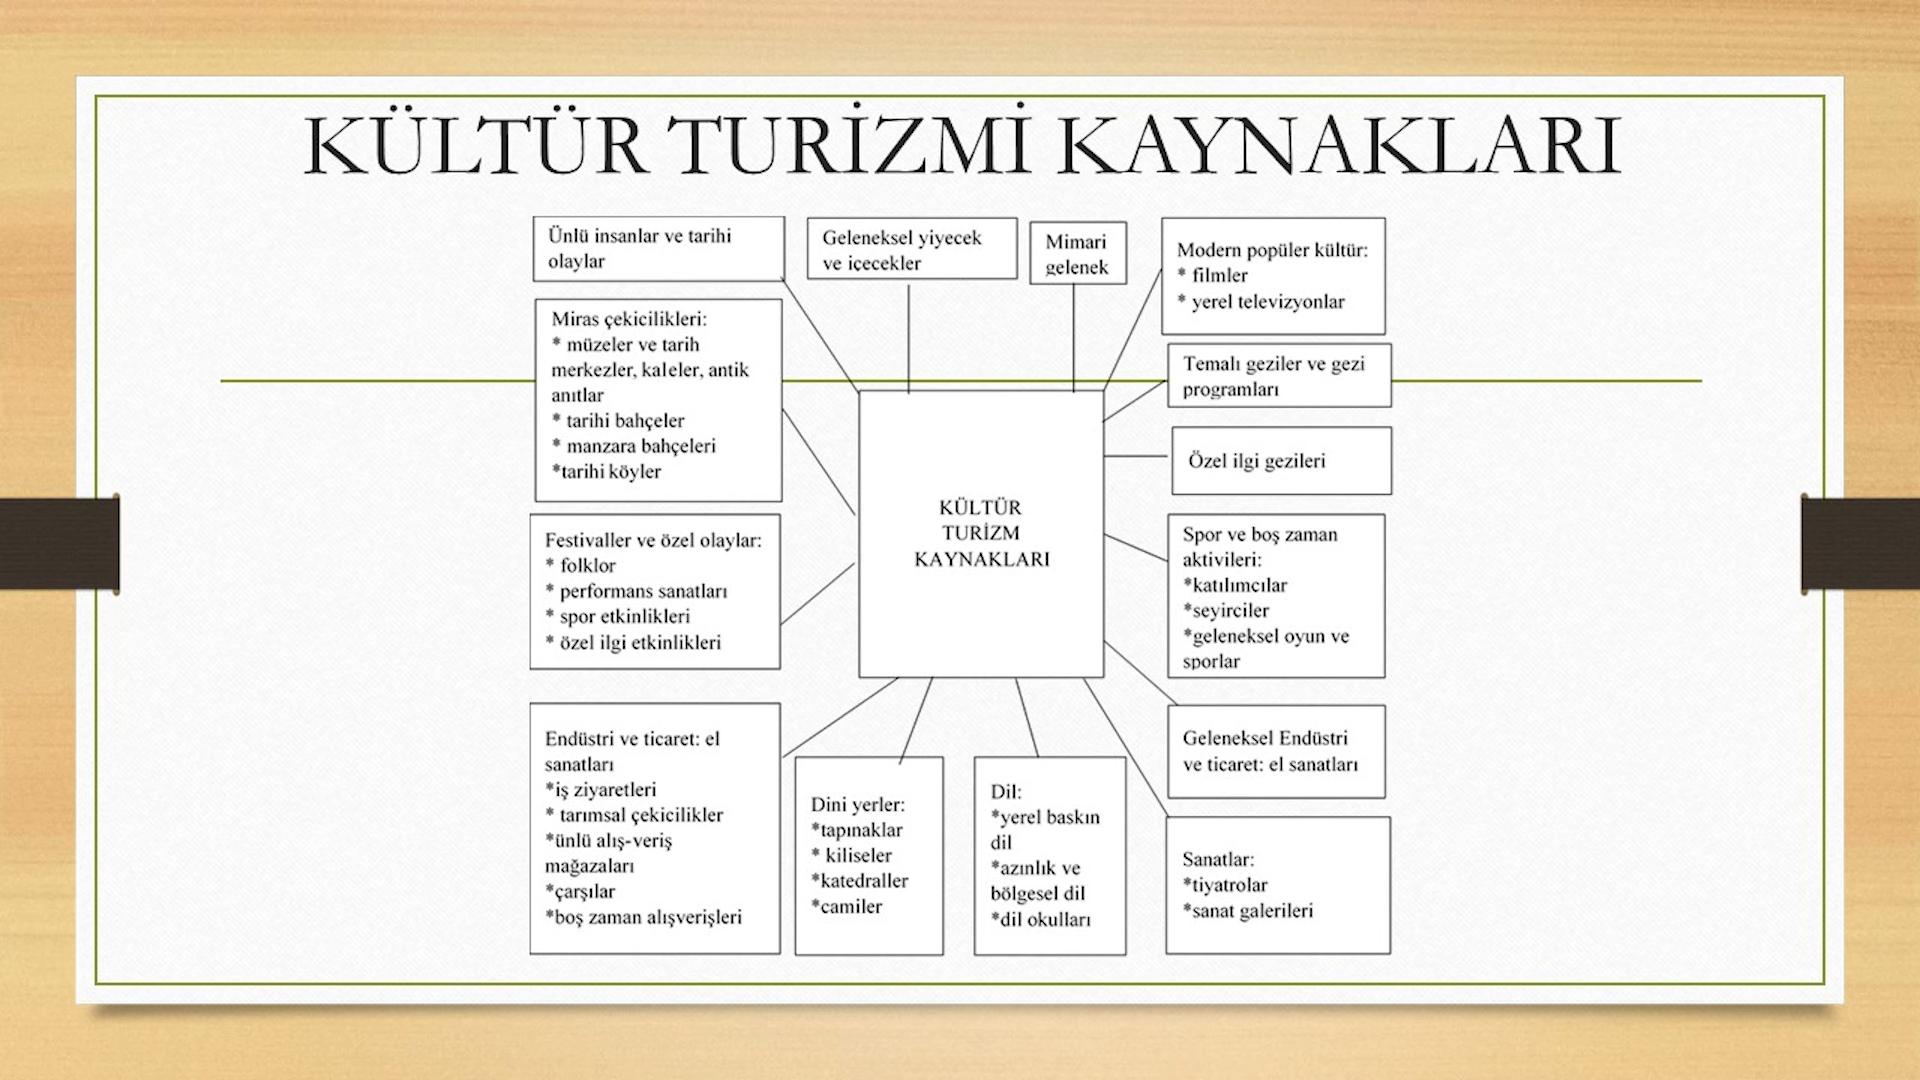 KÜLTÜR TURİZMİ KAYNAKLARI
Ünlü insanlar ve tarihi
olaylar
Geleneksel yiyecek
ve içecekler
Mimari
gelenek
Modern popüler kültür:
* filmler
* yerel televizyonlar
Miras çekicilikleri:
* müzeler ve tarih
merkezler, kaleler, antik
anıtlar
* tarihi bahçeler
* manzara bahçeleri
*tarihi köyler
Temalı geziler ve gezi
programları
Özel ilgi gezileri
KÜLTÜR
TURİZM
KAYNAKLARI
Festivaller ve özel olaylar:
* folklor
* performans sanatları
* spor etkinlikleri
* özel ilgi etkinlikleri
Spor ve boş zaman
aktivileri:
*katılımcılar
*seyirciler
*geleneksel oyun ve
sporlar
Endüstri ve ticaret: el
sanatları
*iş ziyaretleri
* tarımsal çekicilikler
*ünlü alış-veriş
mağazaları
*çarşılar
*boş zaman alışverişleri
Dini yerler:
*tapınaklar
* kiliseler
*katedraller
*camiler
Dil:
*yerel baskın
dil
*azınlık ve
bölgesel dil
*dil okulları
Geleneksel Endüstri
ve ticaret: el sanatları
Sanatlar:
*tiyatrolar
*sanat galerileri